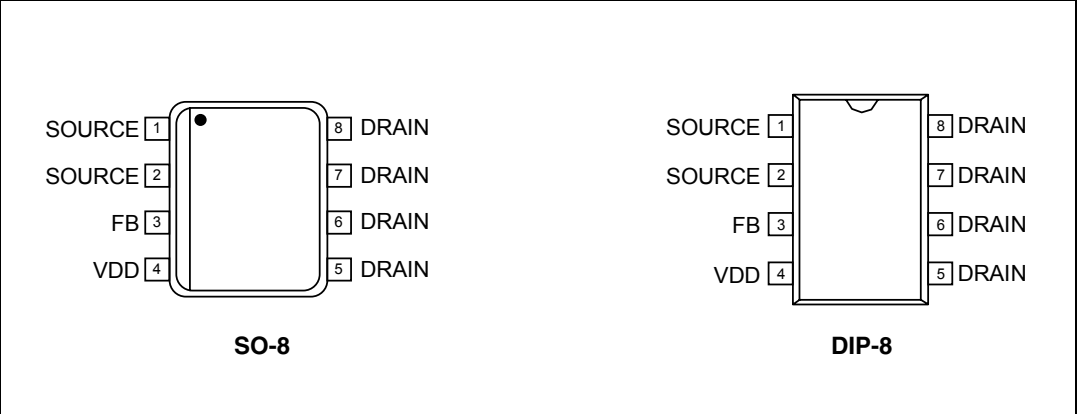 SOURCE 1 8 DRAIN
SOURCE 2 7 DRAIN
FB 3 6 DRAIN
VDD 4 5 DRAIN
SO-8
SOURCE 1 8 DRAIN
SOURCE 2 7 DRAIN
FB 3 6 DRAIN
VDD 4 5 DRAIN
DIP-8